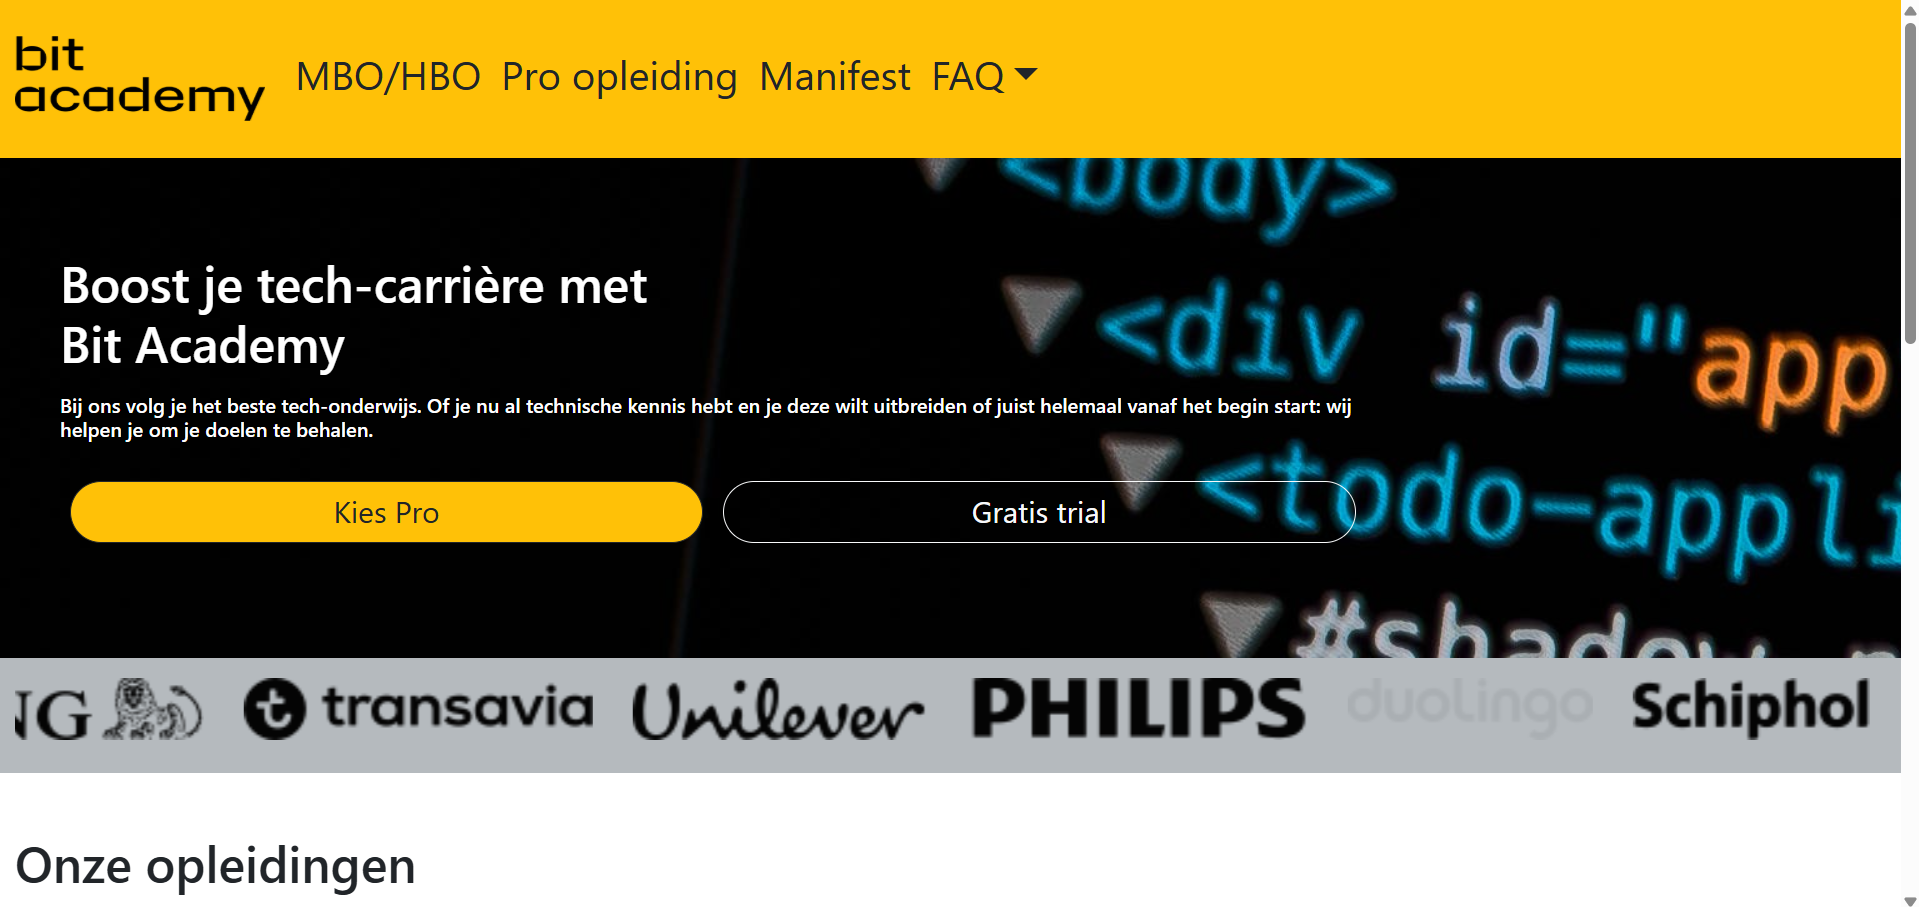 bit
academy
MBO/HBO Pro opleiding Manifest FAQ
<body>
Boost je tech-carrière met
Bit Academy
<div id="app
Bij ons volg je het beste tech-onderwijs. Of je nu al technische kennis hebt en je deze wilt uitbreiden of juist helemaal vanaf het begin start: wij
helpen je om je doelen te behalen.
<todo-appli
Kies Pro
Gratis trial
#shadow
NG transavia Unilever PHILIPS duolingo Schiphol
Onze opleidingen